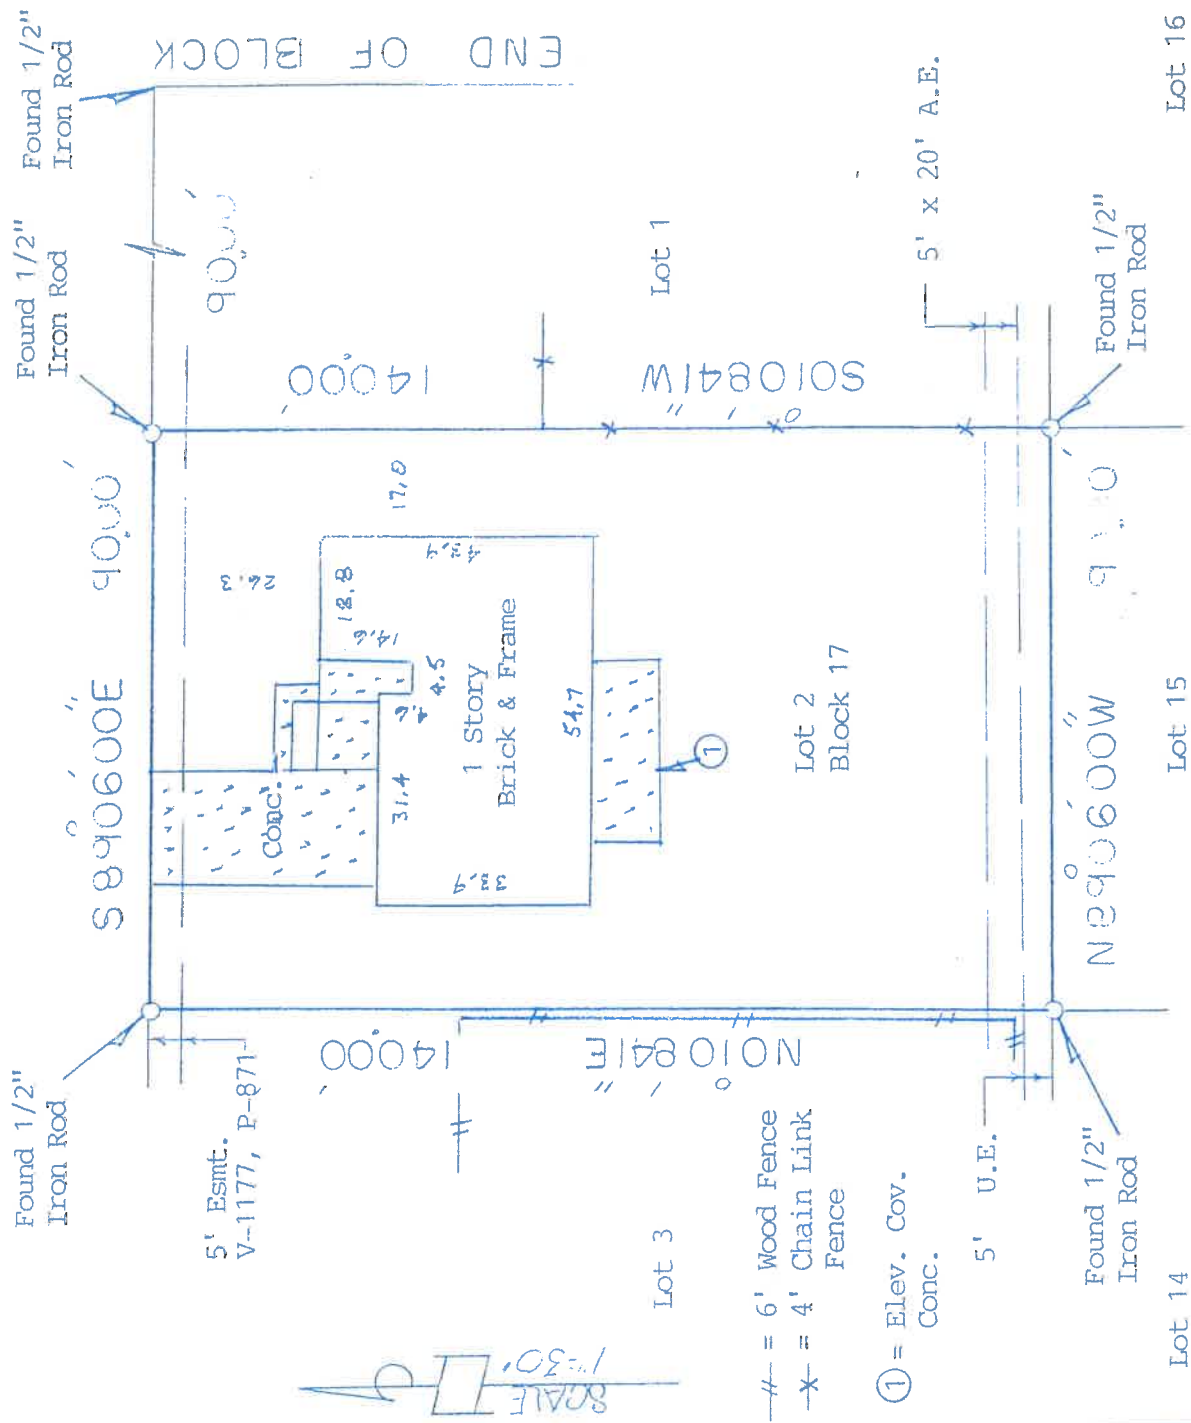 Found 1/2"
Iron Rod
Found 1/2"
Iron Rod
Found 1/2"
Iron Rod
END OF BLOCK
S89°06'00"E 90.00'
90.00'
5' Esmt.
V-1177, P-871
Conc.
26.3
18.8
14.6
4.5
31.4
17.0
1 Story
Brick & Frame
54.7
140.00'
N01°08'41"E
140.00'
S01°08'41"W
1
Lot 3
Lot 2
Block 17
Lot 1
SCALE
1"=30'
= 6' Wood Fence
= 4' Chain Link
Fence
1 = Elev. Cov.
Conc.
5' U.E.
5' x 20' A.E.
N89°06'00"W
Found 1/2"
Iron Rod
Found 1/2"
Iron Rod
Lot 14
Lot 15
Lot 16